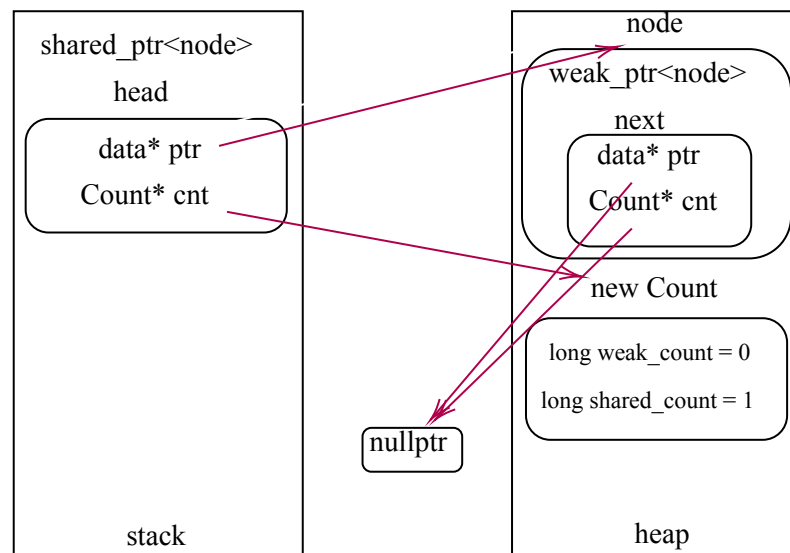 shared_ptr<node>
head
data* ptr
Count* cnt
stack
nullptr
node
weak_ptr<node>
next
data* ptr
Count* cnt
new Count
long weak_count = 0
long shared_count = 1
heap